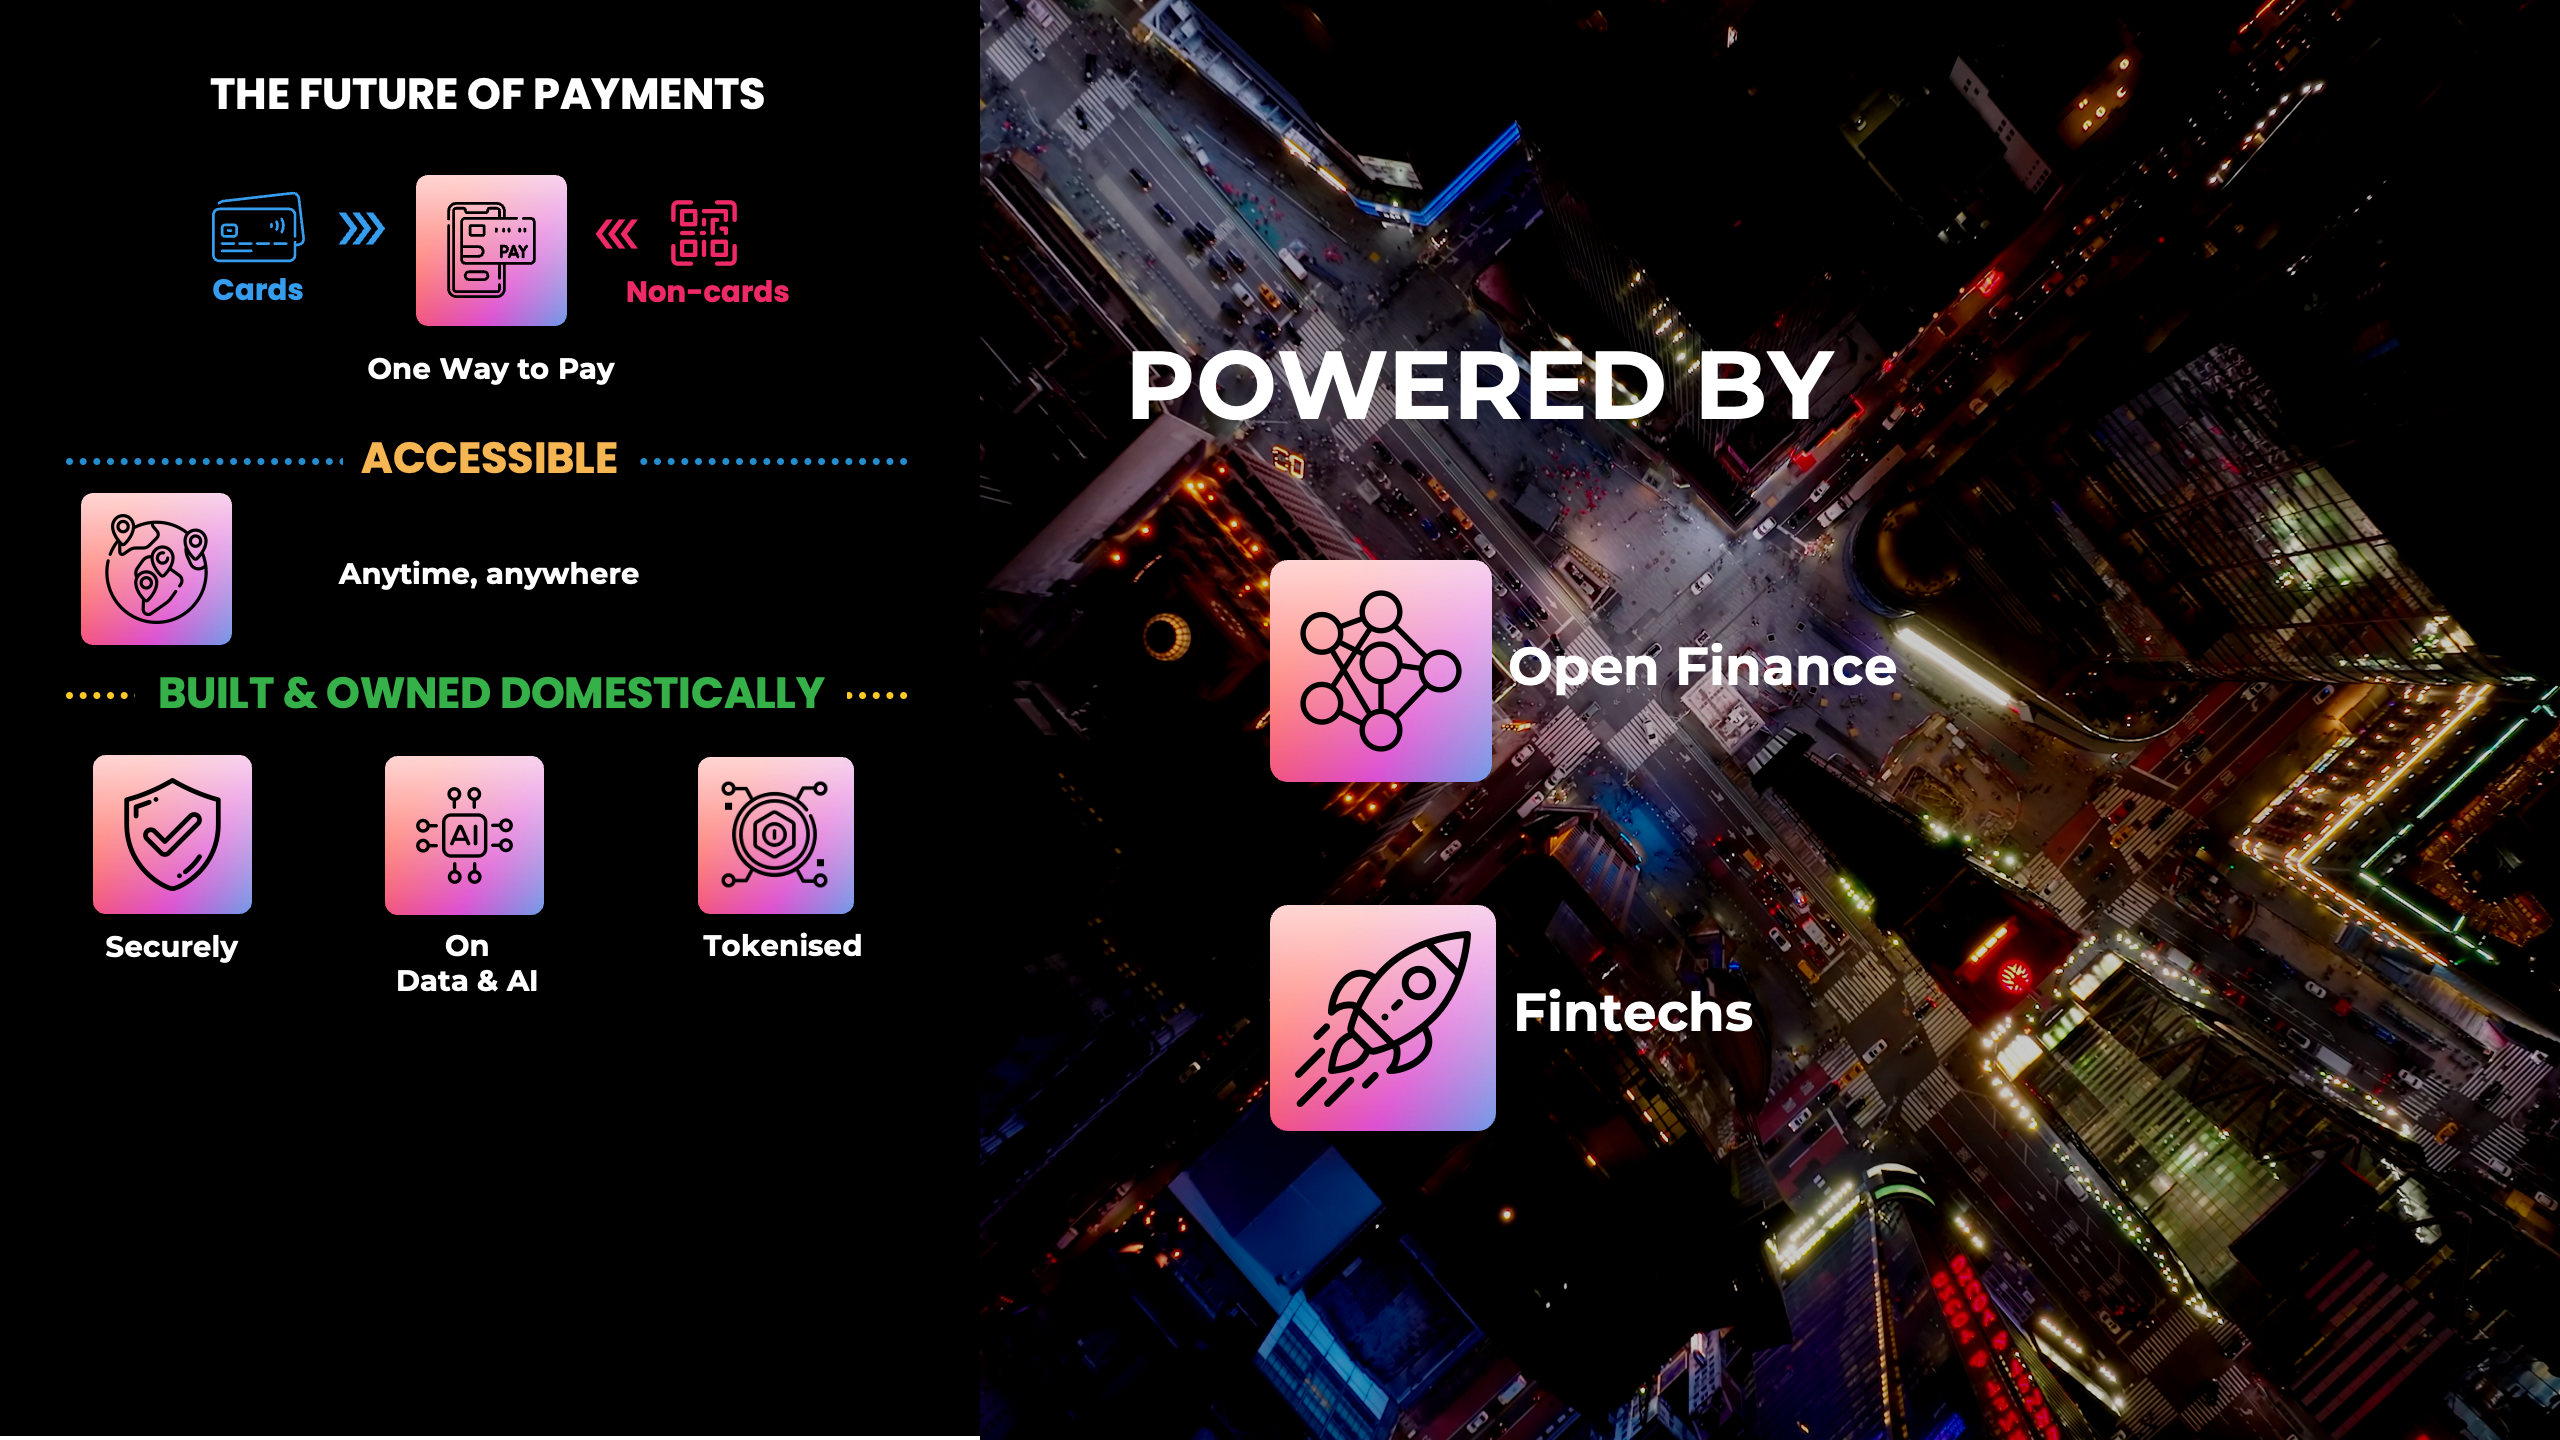 THE FUTURE OF PAYMENTS
PAY
Cards
Non-cards
One Way to Pay
ACCESSIBLE
Anytime, anywhere
BUILT & OWNED DOMESTICALLY
AI
Securely
On
Data & AI
Tokenised
POWERED BY
Open Finance
Fintechs